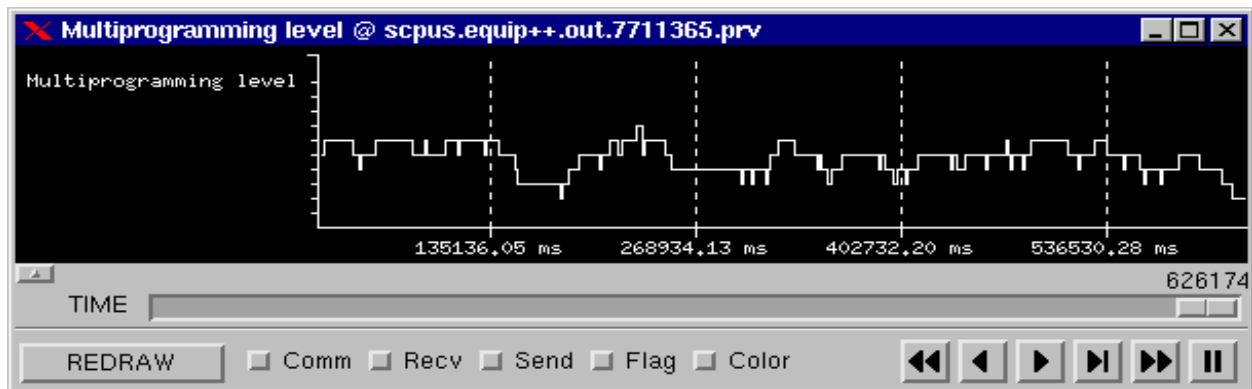 Multiprogramming level @ scpus.equip++.out.7711365.prv
Multiprogramming level
135136.05 ms 268934.13 ms 402732.20 ms 536530.28 ms
626174
TIME
REDRAW Comm Recv Send Flag Color